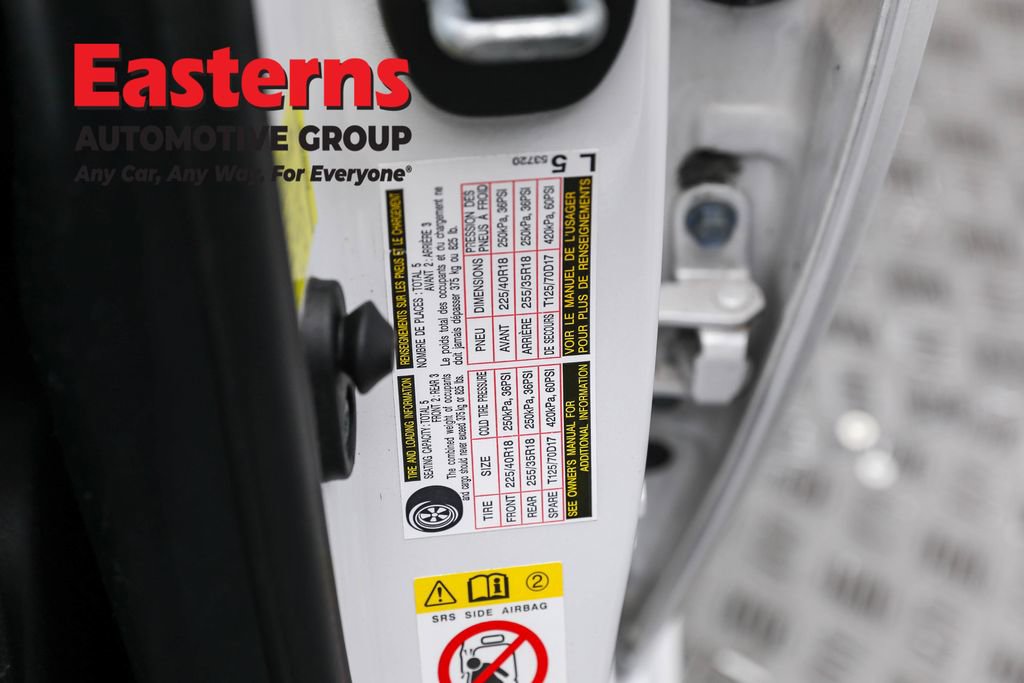 Easterns
AUTOMOTIVE GROUP
Any Car, Any Way, For Everyone®
TIRE AND LOADING INFORMATION
SEATING CAPACITY : TOTAL 5
FRONT 2 : REAR 3
The combined weight of occupants
and cargo should never exceed 375 kg or 825 lbs.
TIRE SIZE COLD TIRE PRESSURE
FRONT 225/40R18 250kPa, 36PSI
REAR 255/35R18 250kPa, 36PSI
SPARE T125/70D17 420kPa, 60PSI
SEE OWNER'S MANUAL FOR
ADDITIONAL INFORMATION
RENSEIGNEMENTS SUR LES PNEUS ET LE CHARGEMENT
NOMBRE DE PLACES : TOTAL 5
AVANT 2 : ARRIÈRE 3
Le poids total des occupants et du chargement ne
doit jamais dépasser 375 kg ou 825 lb.
PNEU DIMENSIONS PRESSION DES
PNEUS À FROID
AVANT 225/40R18 250kPa, 36PSI
ARRIÈRE 255/35R18 250kPa, 36PSI
DE SECOURS T125/70D17 420kPa, 60PSI
VOIR LE MANUEL DE L'USAGER
POUR PLUS DE RENSEIGNEMENTS
53720
L 5
2
SRS SIDE AIRBAG